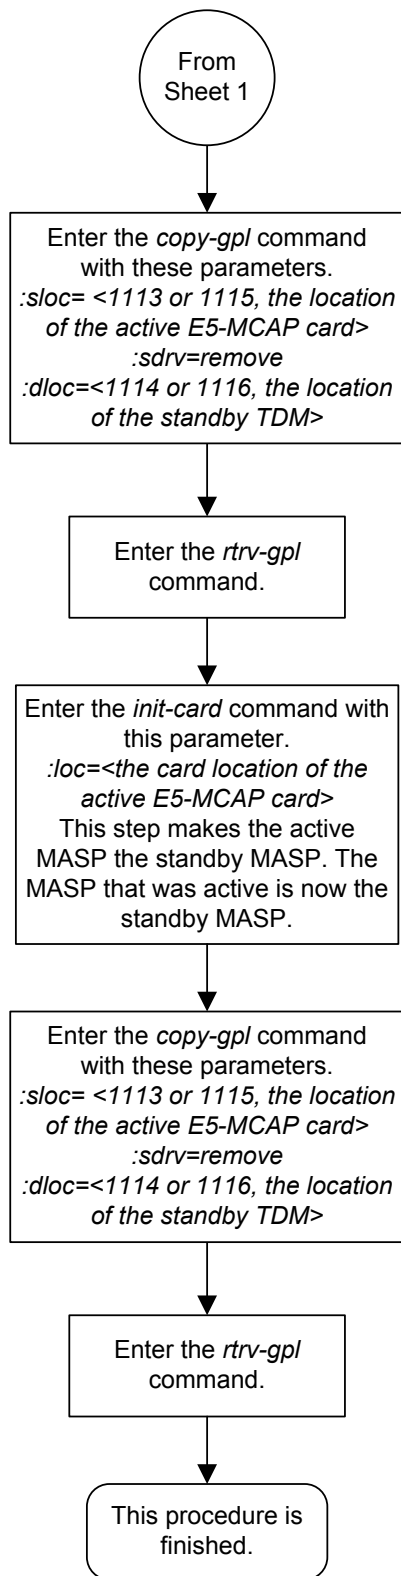 From
Sheet 1
Enter the copy-gpl command
with these parameters.
:sloc= <1113 or 1115, the location
of the active E5-MCAP card>
:sdrv=remove
:dloc=<1114 or 1116, the location
of the standby TDM>
Enter the rtrv-gpl
command.
Enter the init-card command with
this parameter.
:loc=<the card location of the
active E5-MCAP card>
This step makes the active
MASP the standby MASP. The
MASP that was active is now the
standby MASP.
Enter the copy-gpl command
with these parameters.
:sloc= <1113 or 1115, the location
of the active E5-MCAP card>
:sdrv=remove
:dloc=<1114 or 1116, the location
of the standby TDM>
Enter the rtrv-gpl
command.
This procedure is
finished.